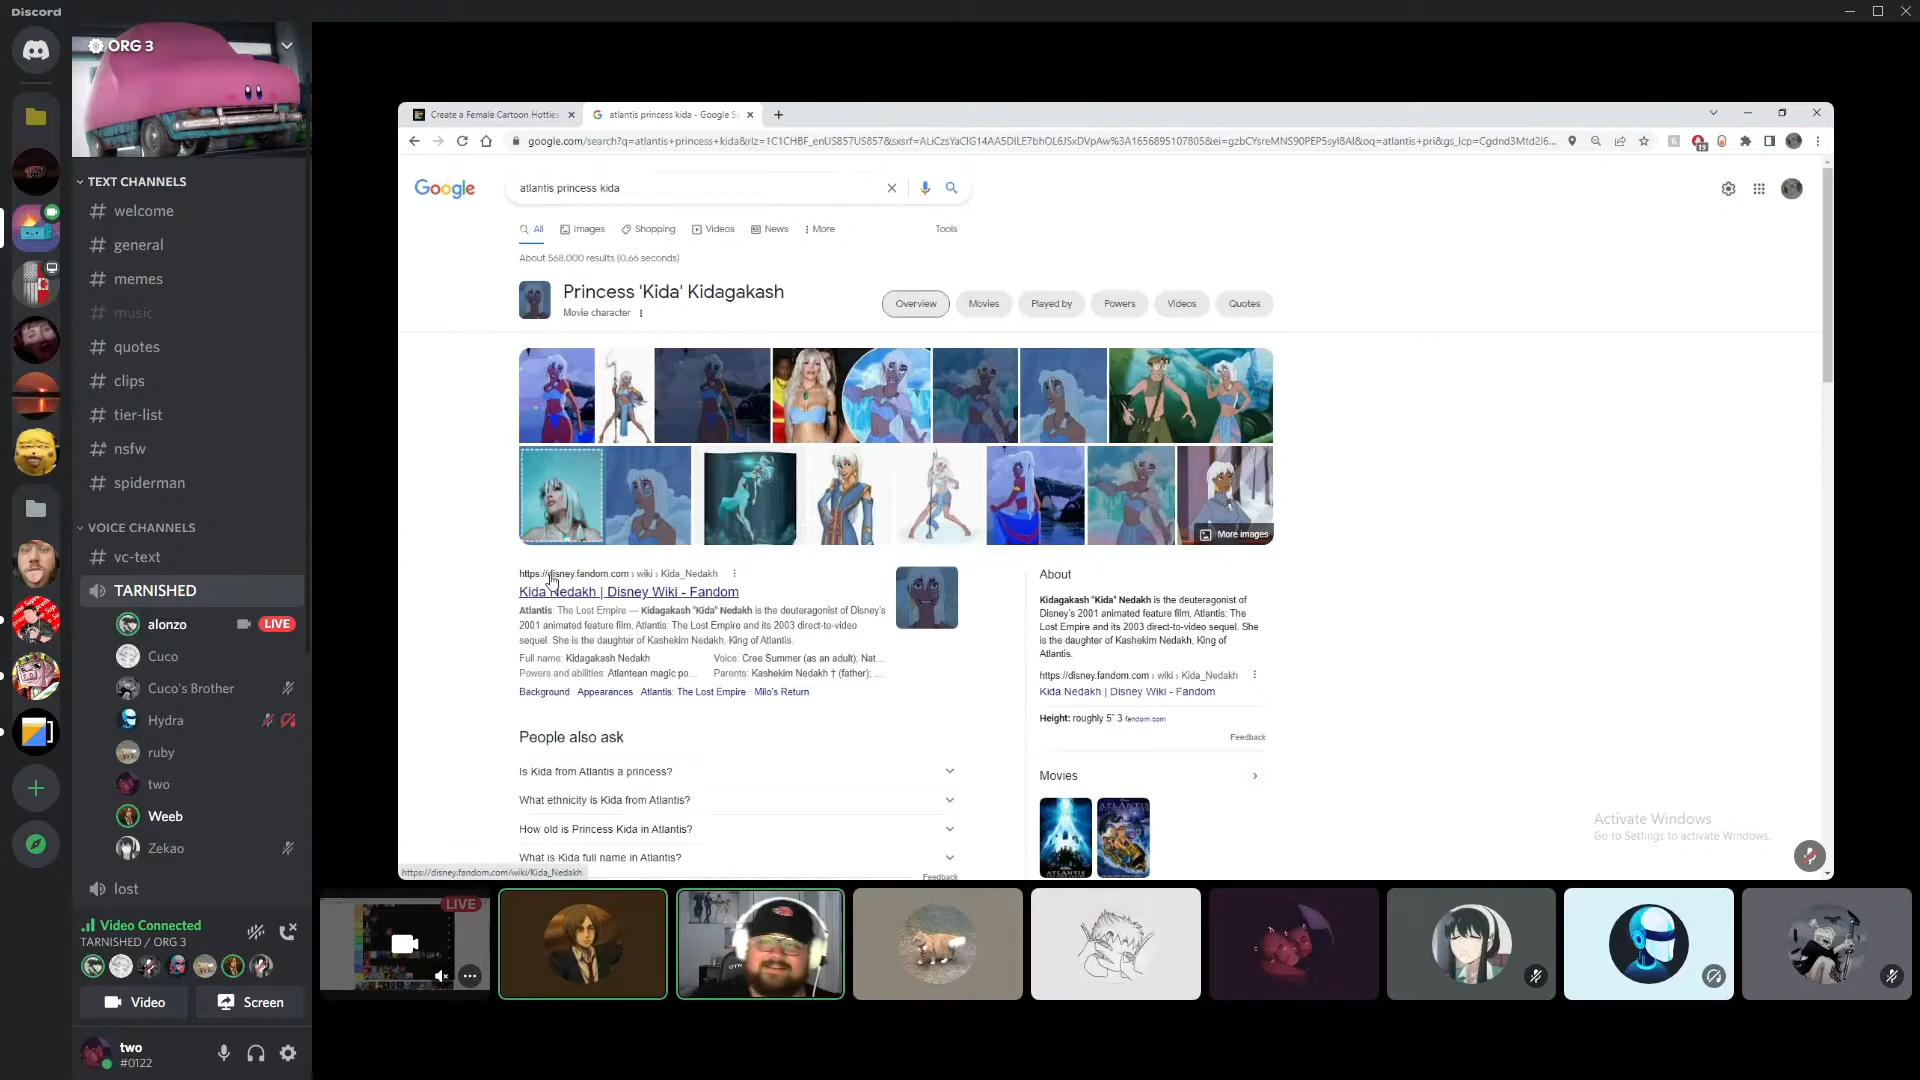 Discord
ORG 3
TEXT CHANNELS
# welcome
# general
# memes
# music
# quotes
# clips
# tier-list
# nsfw
# spiderman
VOICE CHANNELS
# vc-text
TARNISHED
alonzo LIVE
Cuco
Cuco's Brother
Hydra
ruby
two
Weeb
Zekao
lost
Video Connected
TARNISHED / ORG 3
Video Screen
two
#0122
Create a Female Cartoon Hotties
atlantis princess kida - Google S
Google
atlantis princess kida
All Images Shopping Videos News More Tools
About 568,000 results (0.66 seconds)
Princess 'Kida' Kidagakash
Movie character
Overview Movies Played by Powers Videos Quotes
More images
https://disney.fandom.com › wiki › Kida_Nedakh
Kida Nedakh | Disney Wiki - Fandom
Atlantis: The Lost Empire — Kidagakash "Kida" Nedakh is the deuteragonist of Disney's
2001 animated feature film, Atlantis: The Lost Empire and its 2003 direct-to-video
sequel. She is the daughter of Kashekim Nedakh, King of Atlantis.
Full name: Kidagakash Nedakh Voice: Cree Summer (as an adult); Nat...
Powers and abilities: Atlantean magic po... Parents: Kashekim Nedakh † (father); ...
Background Appearances Atlantis: The Lost Empire Milo's Return
People also ask
Is Kida from Atlantis a princess?
What ethnicity is Kida from Atlantis?
How old is Princess Kida in Atlantis?
What is Kida full name in Atlantis?
Feedback
https://disney.fandom.com/wiki/Kida_Nedakh
About
Kidagakash "Kida" Nedakh is the deuteragonist of
Disney's 2001 animated feature film, Atlantis: The
Lost Empire and its 2003 direct-to-video sequel. She
is the daughter of Kashekim Nedakh, King of
Atlantis.
https://disney.fandom.com › wiki › Kida_Nedakh
Kida Nedakh | Disney Wiki - Fandom
Height: roughly 5" 3 fandom.com
Feedback
Movies
ATLANTIS
ATLANTIS
Activate Windows
Go to Settings to activate Windows.
LIVE